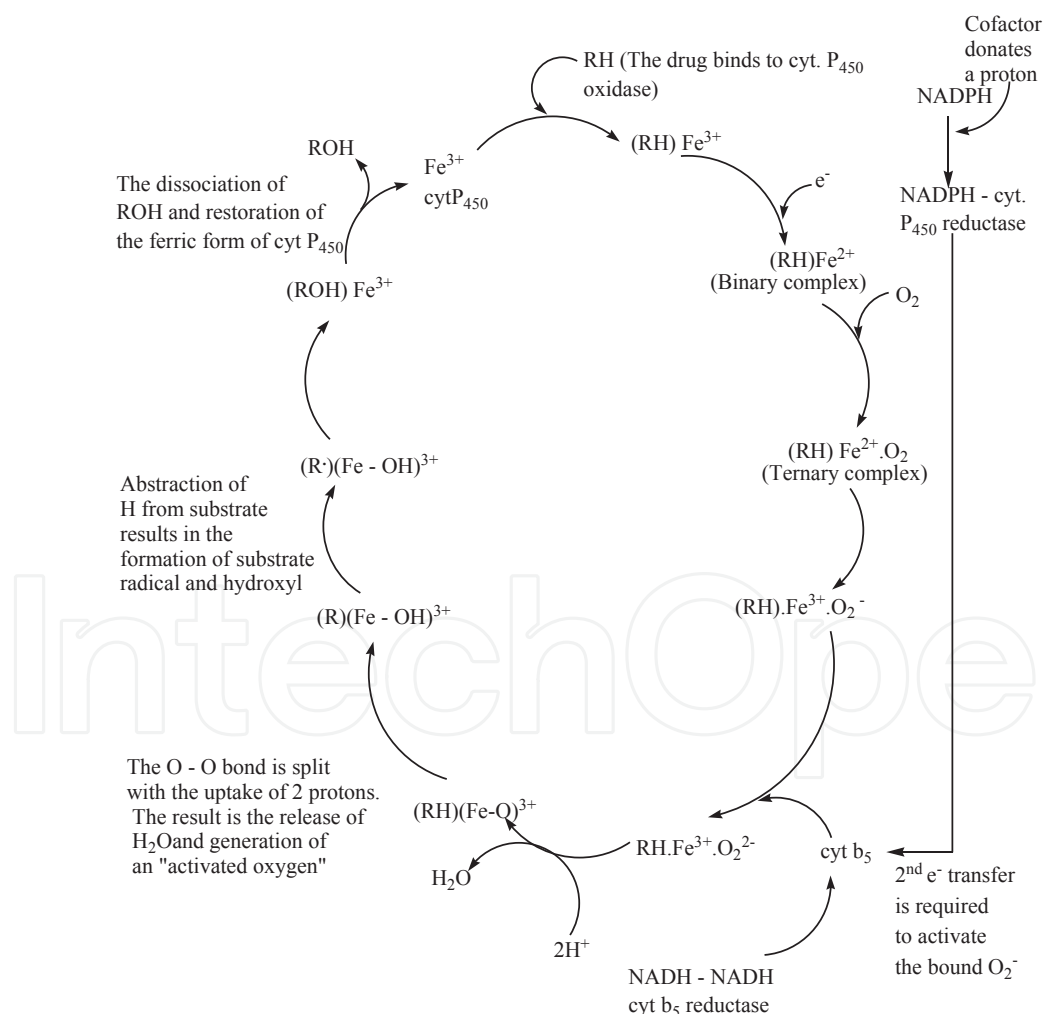 Cofactor
donates
a proton
NADPH
RH (The drug binds to cyt. P₄₅₀
oxidase)
(RH) Fe³⁺
ROH
Fe³⁺
cytP₄₅₀
e⁻
NADPH - cyt.
P₄₅₀ reductase
The dissociation of
ROH and restoration of
the ferric form of cyt P₄₅₀
(RH)Fe²⁺
(Binary complex)
O₂
(ROH) Fe³⁺
(RH) Fe²⁺.O₂
(Ternary complex)
(R·)(Fe - OH)³⁺
Abstraction of
H from substrate
results in the
formation of substrate
radical and hydroxyl
(RH).Fe³⁺.O₂⁻
(R)(Fe - OH)³⁺
IntechOpe
The O - O bond is split
with the uptake of 2 protons.
The result is the release of
H₂Oand generation of
an "activated oxygen"
(RH)(Fe-O)³⁺
RH.Fe³⁺.O₂²⁻
cyt b₅
H₂O
2ⁿᵈ e⁻ transfer
is required
to activate
the bound O₂⁻
2H⁺
NADH - NADH
cyt b₅ reductase